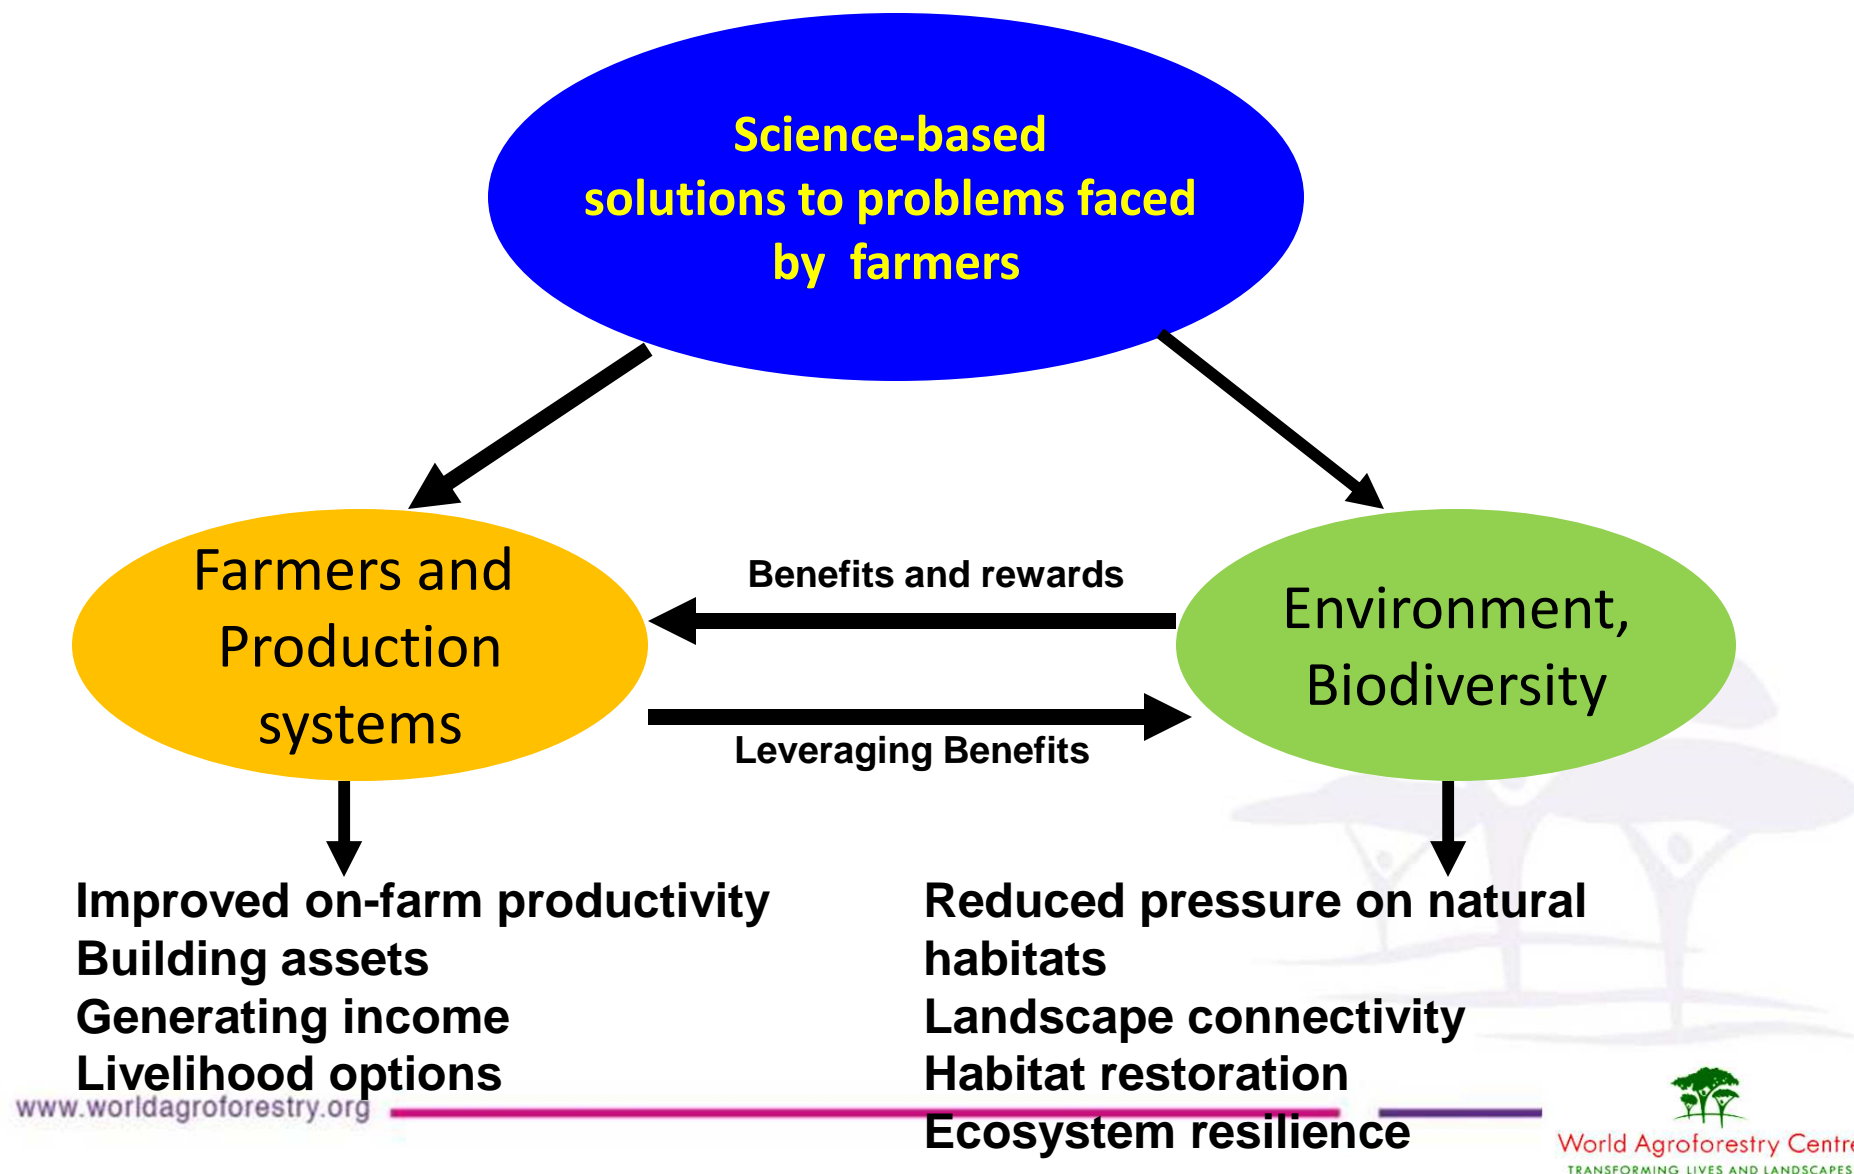 Science-based
solutions to problems faced
by farmers
Farmers and
Production
systems
Benefits and rewards
Leveraging Benefits
Environment,
Biodiversity
Improved on-farm productivity
Building assets
Generating income
Livelihood options
Reduced pressure on natural
habitats
Landscape connectivity
Habitat restoration
Ecosystem resilience
www.worldagroforestry.org
World Agroforestry Centre
TRANSFORMING LIVES AND LANDSCAPES